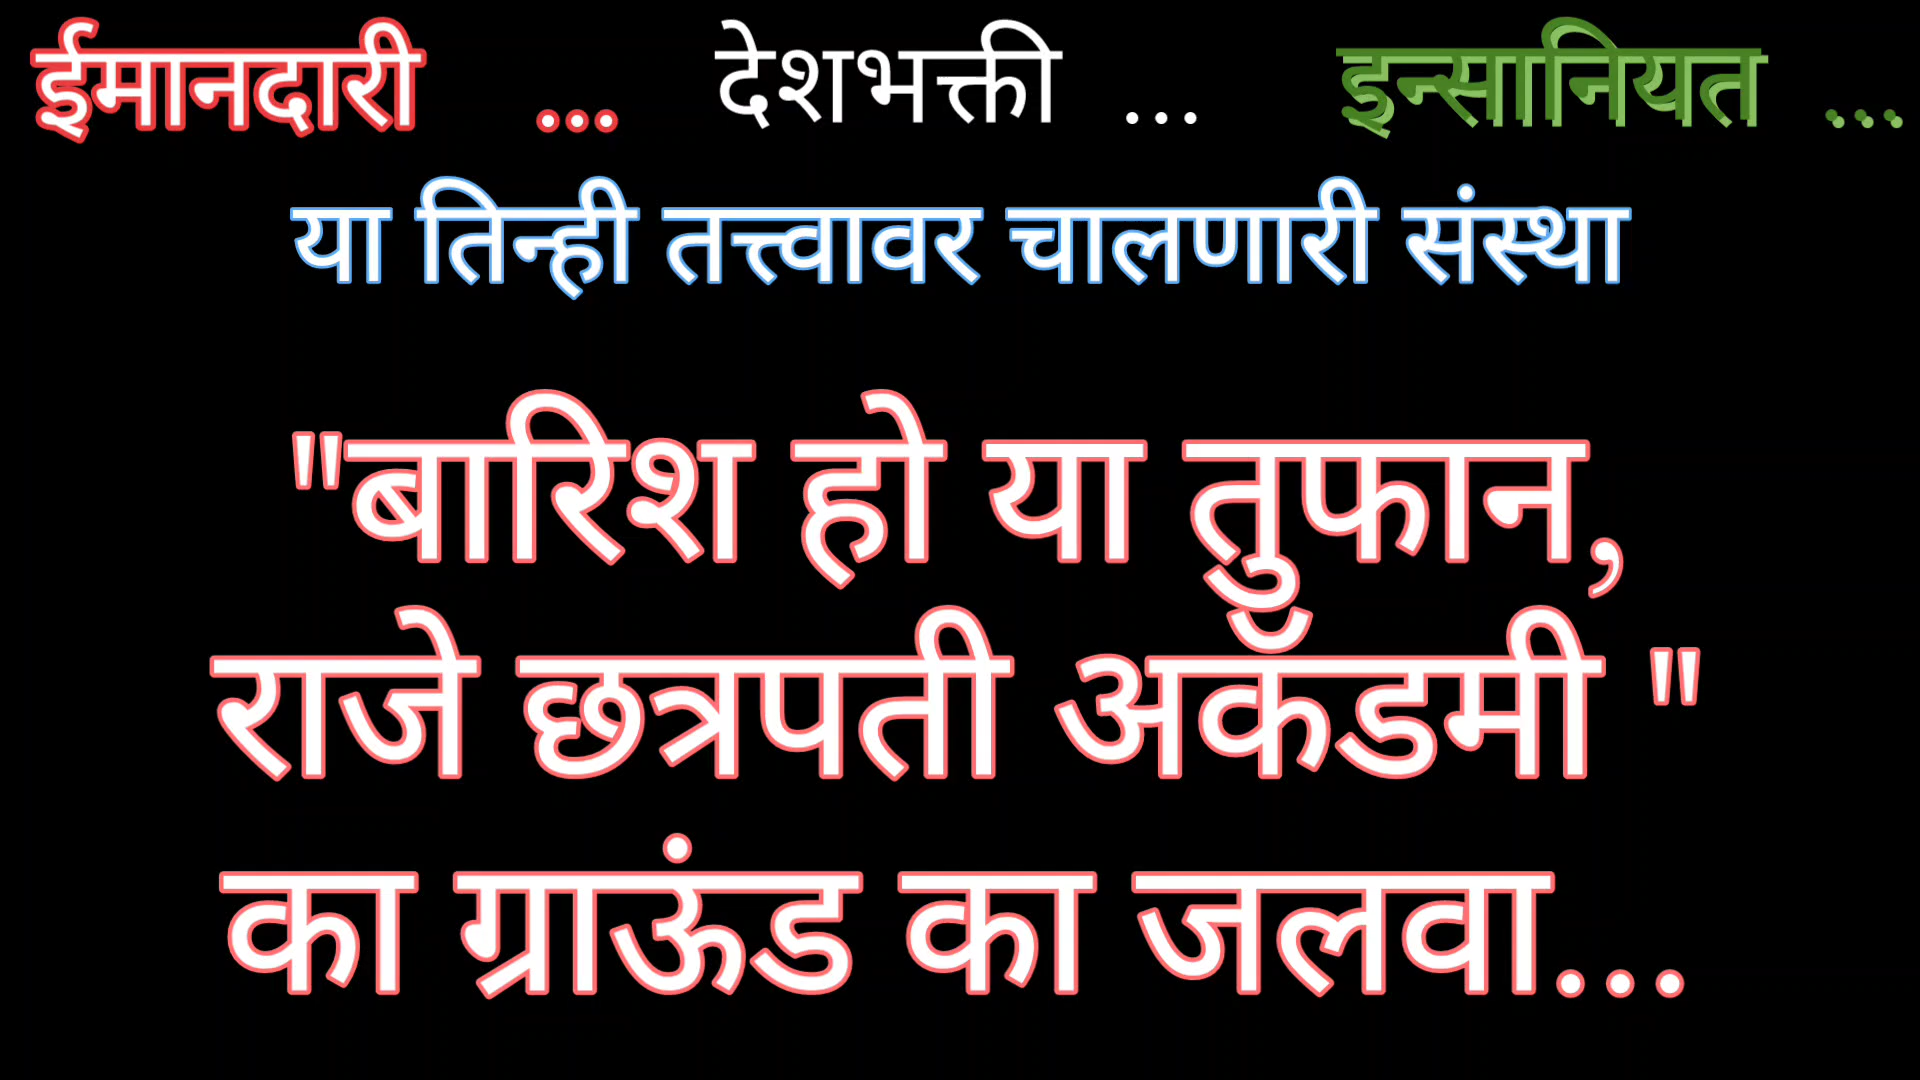 ईमानदारी ... देशभक्ती ... इन्सानियत ...
या तिन्ही तत्त्वावर चालणारी संस्था
"बारिश हो या तुफान,
राजे छत्रपती अकॅडमी "
का ग्राऊंड का जलवा...